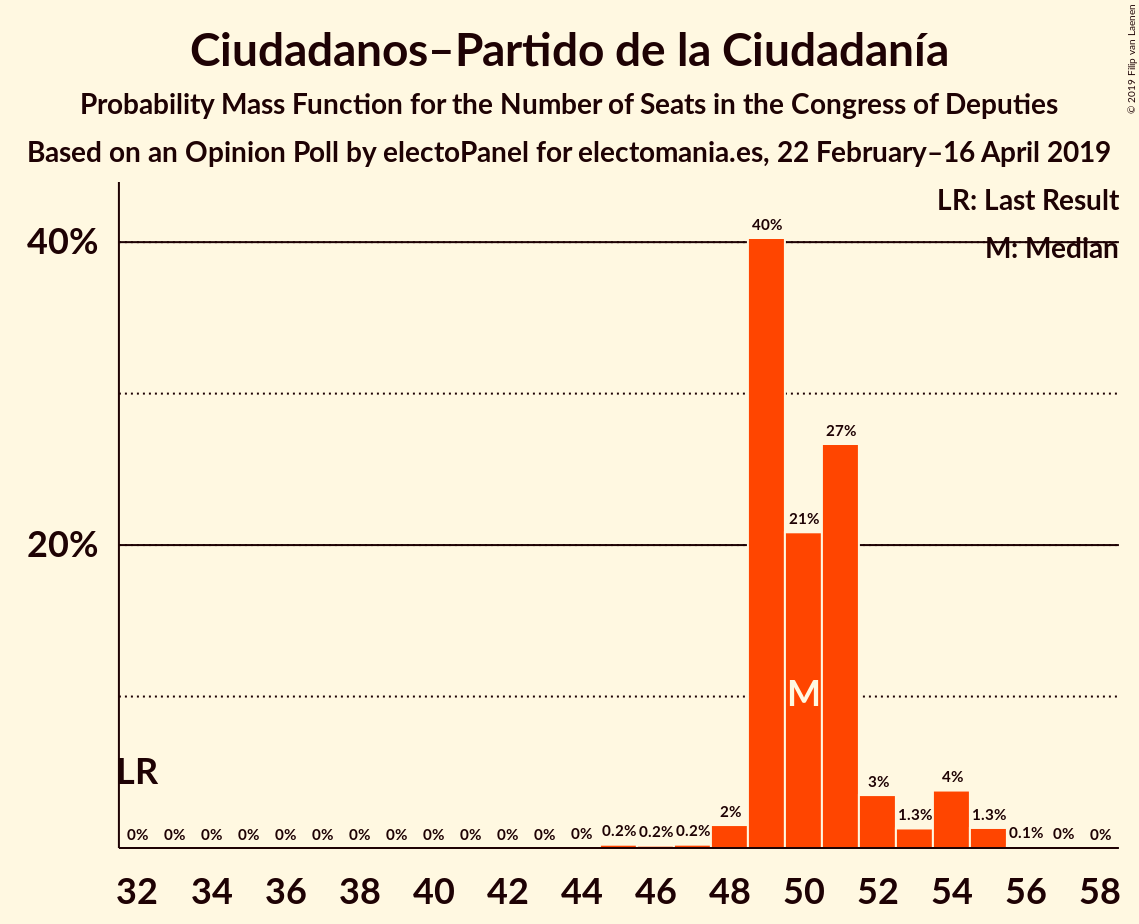 © 2019 Filip van Laenen
Ciudadanos–Partido de la Ciudadanía
Probability Mass Function for the Number of Seats in the Congress of Deputies
Based on an Opinion Poll by electoPanel for electomania.es, 22 February–16 April 2019
LR: Last Result
M: Median
40%
20%
LR
M
0% 0% 0% 0% 0% 0% 0% 0% 0% 0% 0% 0% 0% 0.2% 0.2% 0.2% 2% 40% 21% 27% 3% 1.3% 4% 1.3% 0.1% 0% 0%
32 34 36 38 40 42 44 46 48 50 52 54 56 58